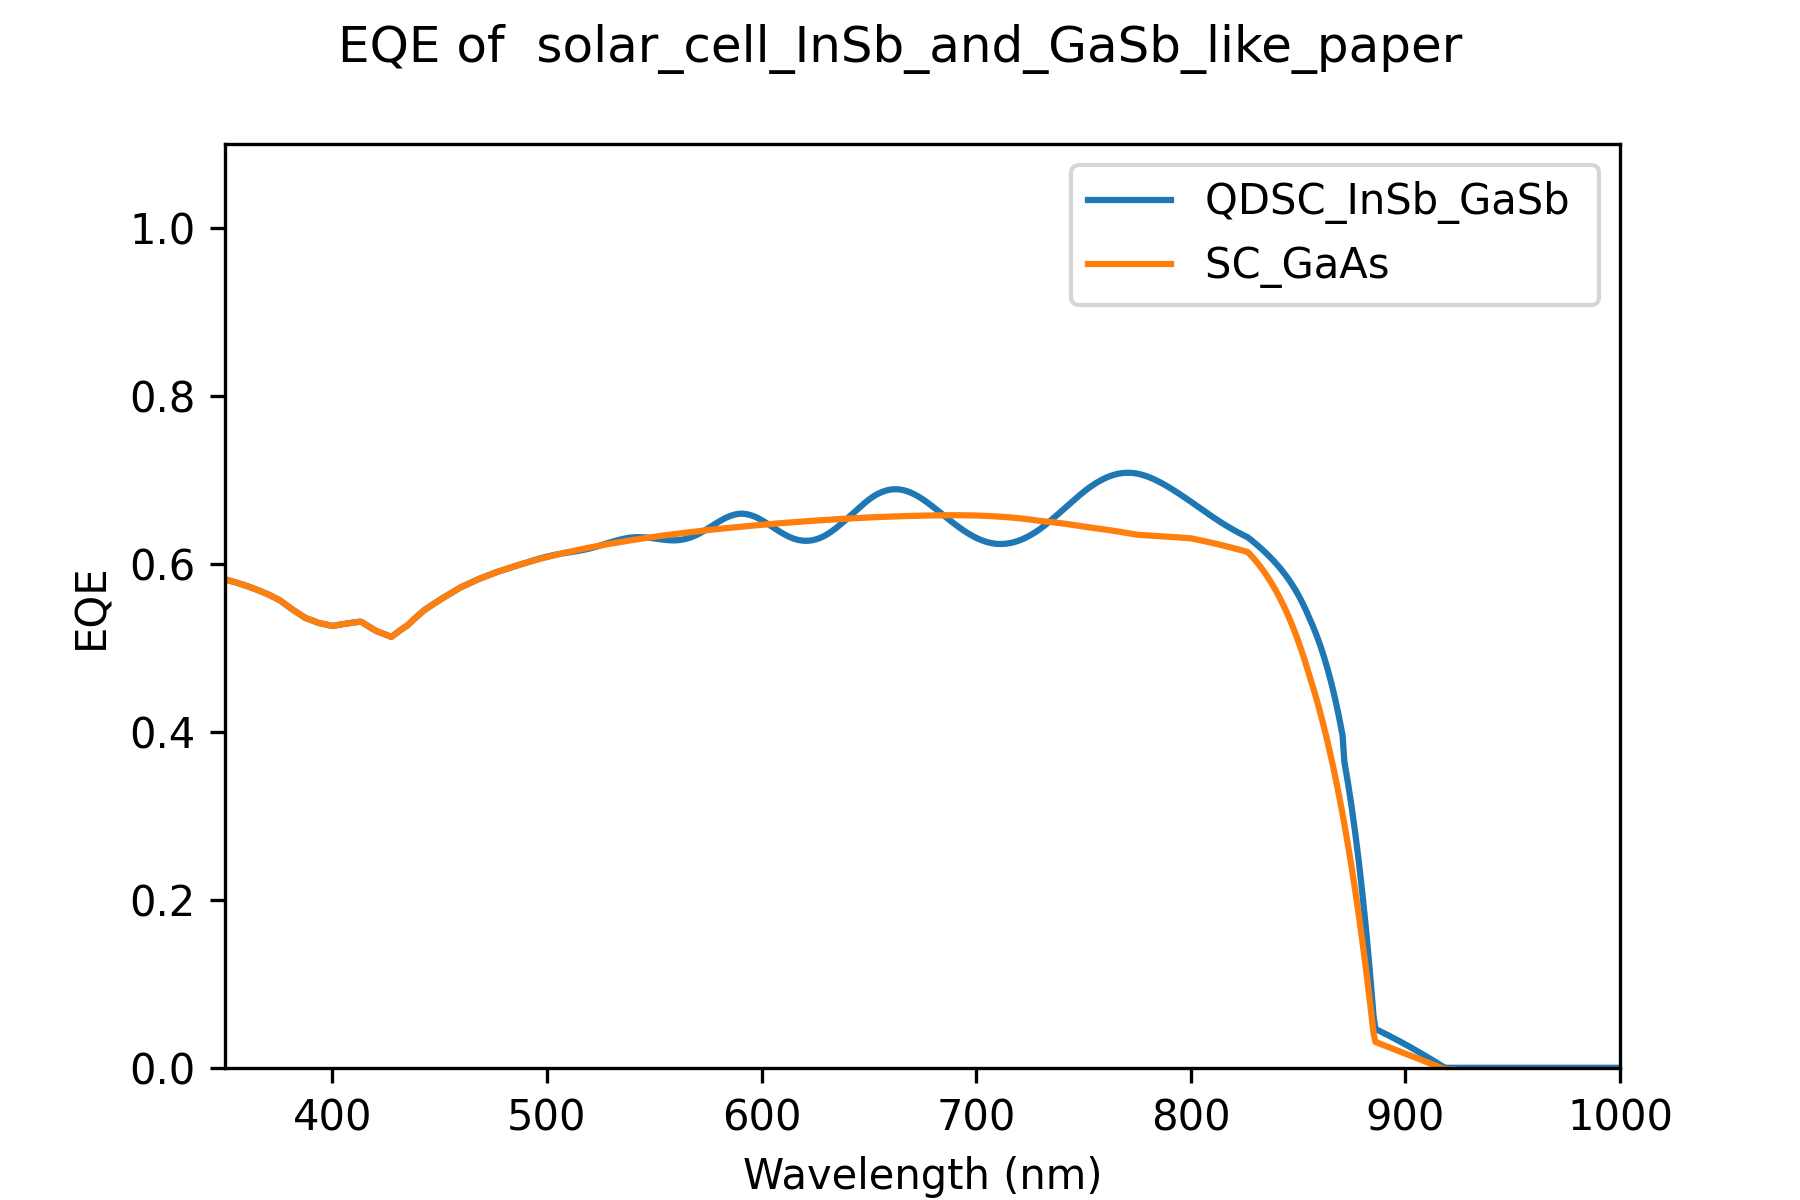 EQE of  solar_cell_InSb_and_GaSb_like_paper
QDSC_InSb_GaSb
SC_GaAs
EQE
1.0
0.8
0.6
0.4
0.2
0.0
400 500 600 700 800 900 1000
Wavelength (nm)